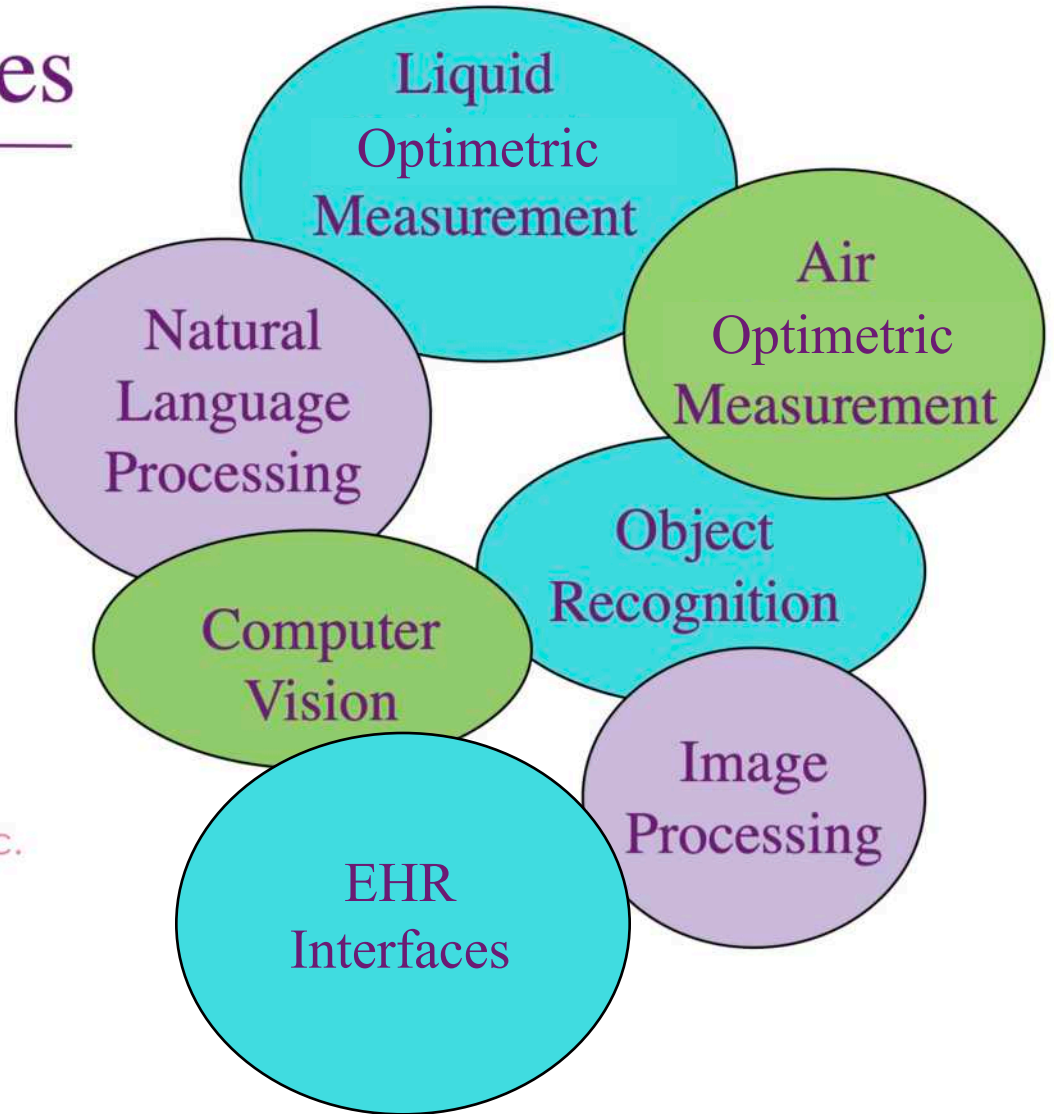 es
Liquid
Optimetric
Measurement
Air
Optimetric
Measurement
Natural
Language
Processing
Object
Recognition
Computer
Vision
Image
Processing
c.
EHR
Interfaces